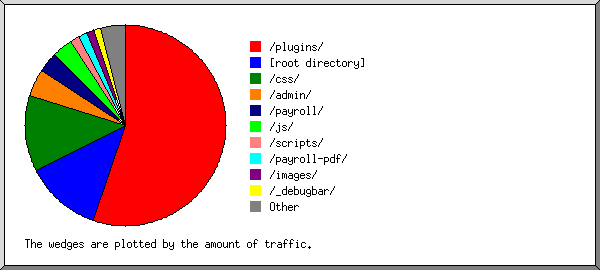 /plugins/
[root directory]
/css/
/admin/
/payroll/
/js/
/scripts/
/payroll-pdf/
/images/
/_debugbar/
Other
The wedges are plotted by the amount of traffic.